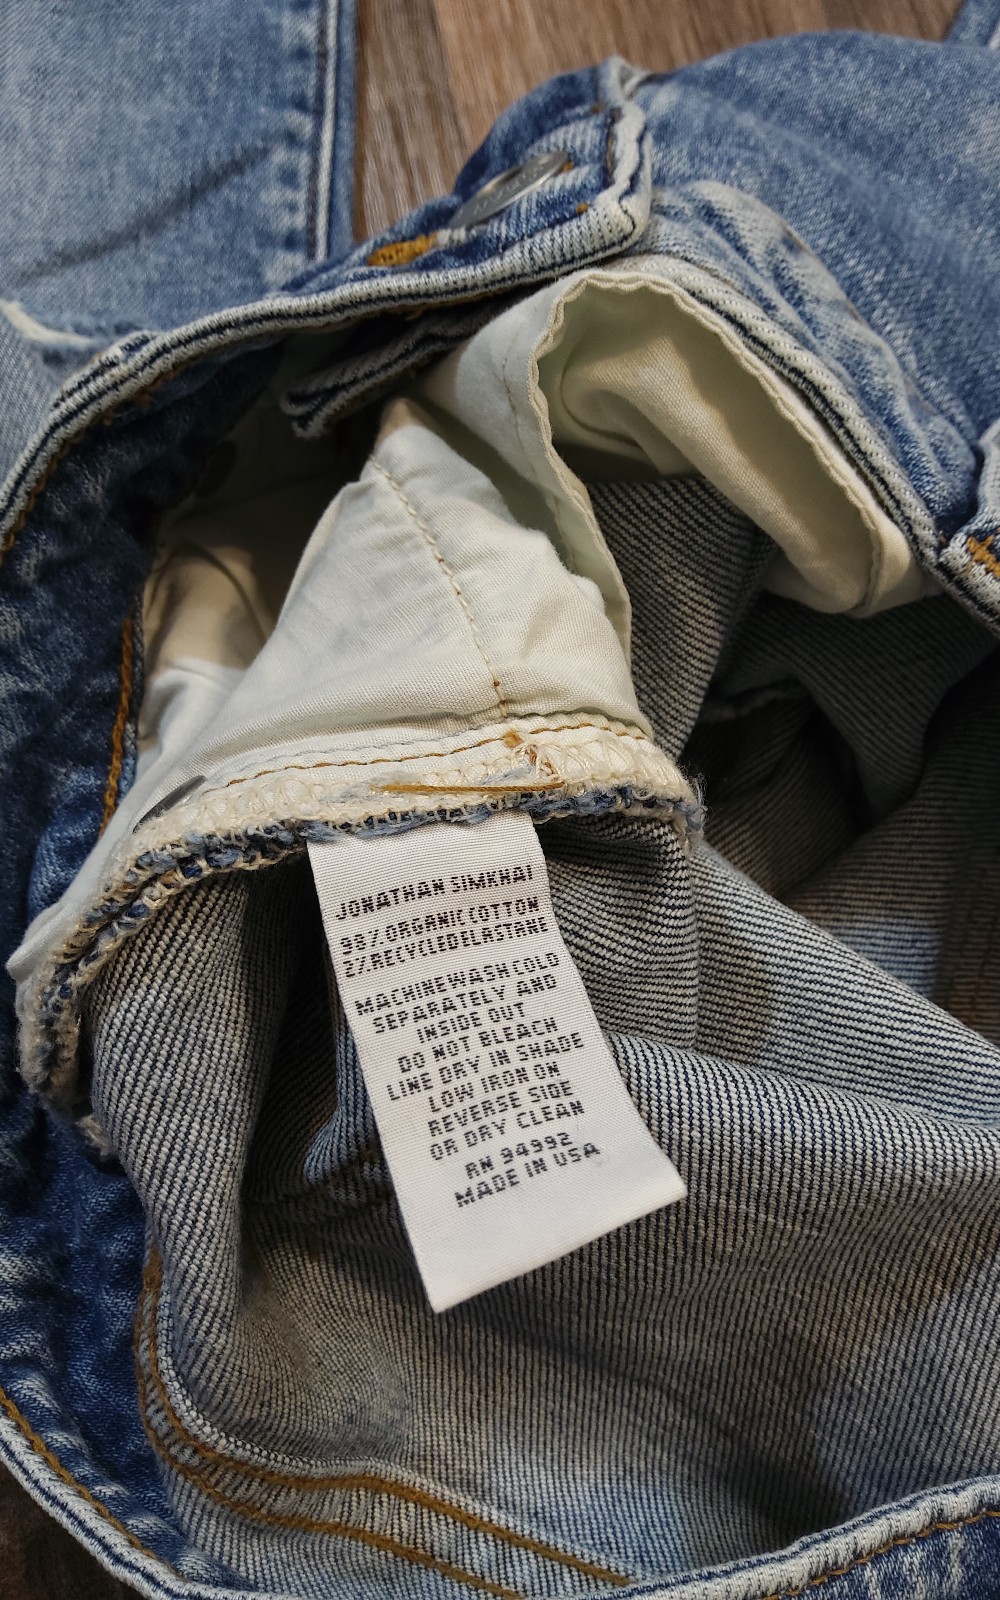 JONATHAN SIMKHAI
98% ORGANIC COTTON
2% RECYCLED ELASTANE
MACHINE WASH COLD
SEPARATELY AND
INSIDE OUT
DO NOT BLEACH
LINE DRY IN SHADE
LOW IRON ON
REVERSE SIDE
OR DRY CLEAN
RN 94992
MADE IN USA